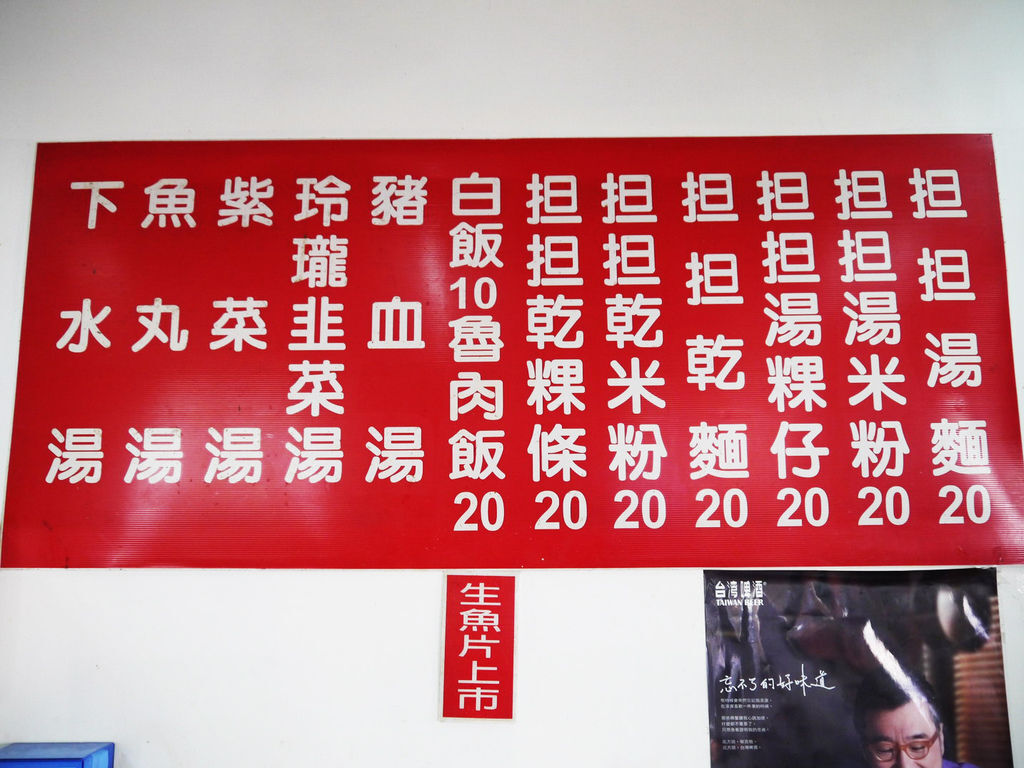 担担湯麵20
担担湯米粉20
担担湯粿仔20
担担乾麵20
担担乾米粉20
担担乾粿條20
白飯10魯肉飯20
豬血湯
玲瓏韭菜湯
紫菜湯
魚丸湯
下水湯
生魚片上市
台灣啤酒
TAIWAN BEER
忘不了的好味道